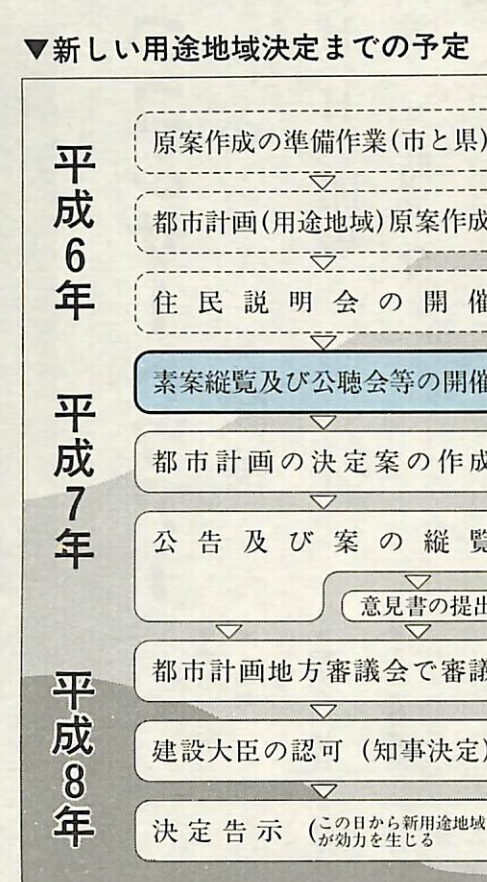 ▼新しい用途地域決定までの予定
平成6年
原案作成の準備作業(市と県)
都市計画(用途地域)原案作成
住民説明会の開催
平成7年
素案縦覧及び公聴会等の開催
都市計画の決定案の作成
公告及び案の縦覧
意見書の提出
平成8年
都市計画地方審議会で審議
建設大臣の認可(知事決定)
決定告示(この日から新用途地域
が効力を生じる